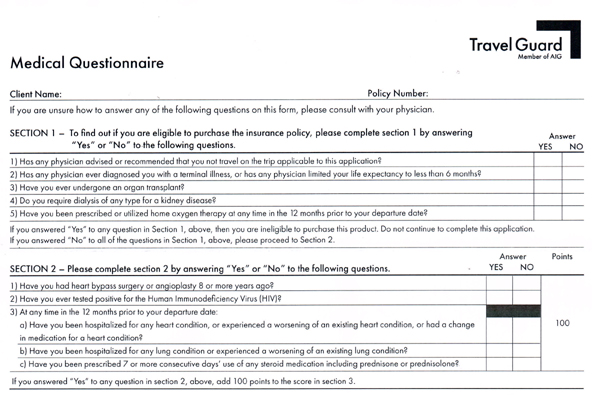 Travel Guard
Member of AIG
Medical Questionnaire
Client Name: Policy Number:
If you are unsure how to answer any of the following questions on this form, please consult with your physician.
SECTION 1 – To find out if you are eligible to purchase the insurance policy, please complete section 1 by answering
"Yes" or "No" to the following questions.
Answer
YES NO
1) Has any physician advised or recommended that you not travel on the trip applicable to this application?
2) Has any physician ever diagnosed you with a terminal illness, or has any physician limited your life expectancy to less than 6 months?
3) Have you ever undergone an organ transplant?
4) Do you require dialysis of any type for a kidney disease?
5) Have you been prescribed or utilized home oxygen therapy at any time in the 12 months prior to your departure date?
If you answered "Yes" to any question in Section 1, above, then you are ineligible to purchase this product. Do not continue to complete this application.
If you answered "No" to all of the questions in Section 1, above, please proceed to Section 2.
Answer Points
SECTION 2 – Please complete section 2 by answering "Yes" or "No" to the following questions. YES NO
1) Have you had heart bypass surgery or angioplasty 8 or more years ago?
2) Have you ever tested positive for the Human Immunodeficiency Virus (HIV)?
3) At any time in the 12 months prior to your departure date:
a) Have you been hospitalized for any heart condition, or experienced a worsening of an existing heart condition, or had a change 100
in medication for a heart condition?
b) Have you been hospitalized for any lung condition or experienced a worsening of an existing lung condition?
c) Have you been prescribed 7 or more consecutive days' use of any steroid medication including prednisone or prednisolone?
If you answered "Yes" to any question in section 2, above, add 100 points to the score in section 3.